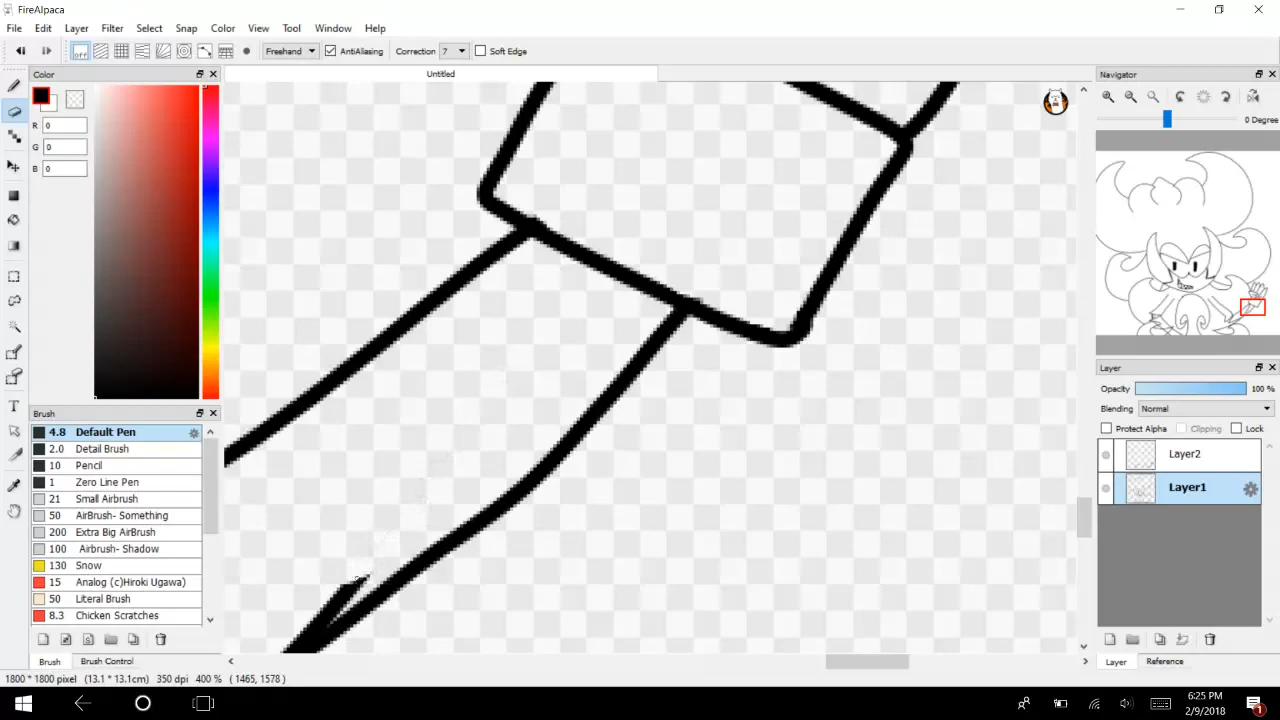 FireAlpaca
File Edit Layer Filter Select Snap Color View Tool Window Help
off Freehand AntiAliasing Correction 7 Soft Edge
Color
Untitled
Navigator
R 0
G 0
B 0
0 Degree
Layer
Opacity 100 %
Blending Normal
Protect Alpha Clipping Lock
Layer2
Layer1
Brush
4.8 Default Pen
2.0 Detail Brush
10 Pencil
1 Zero Line Pen
21 Small Airbrush
50 AirBrush- Something
200 Extra Big AirBrush
100 Airbrush- Shadow
130 Snow
15 Analog (c)Hiroki Ugawa)
50 Literal Brush
8.3 Chicken Scratches
Brush Brush Control
Layer Reference
1800 * 1800 pixel (13.1 * 13.1cm) 350 dpi 400 % ( 1465, 1578 )
6:25 PM
2/9/2018
1